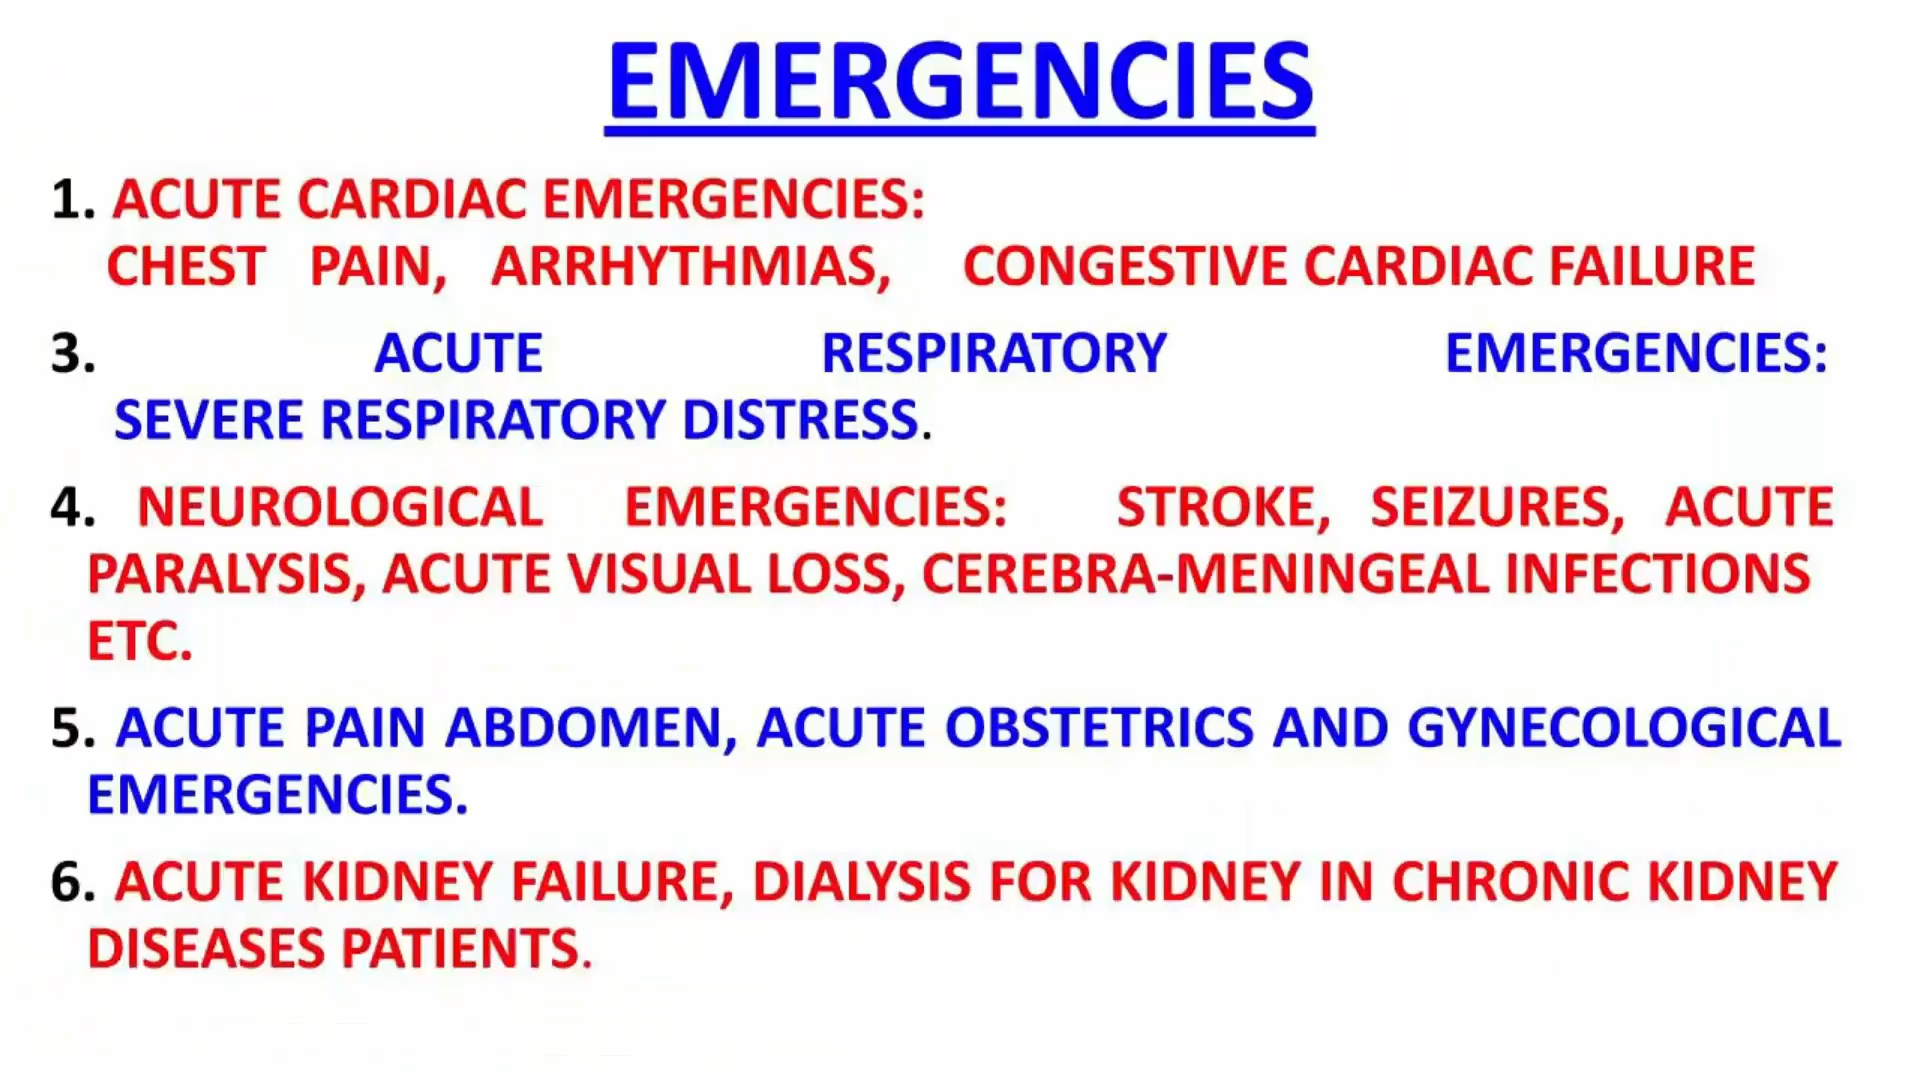 EMERGENCIES
1. ACUTE CARDIAC EMERGENCIES:
CHEST PAIN, ARRHYTHMIAS, CONGESTIVE CARDIAC FAILURE
3. ACUTE RESPIRATORY EMERGENCIES:
SEVERE RESPIRATORY DISTRESS.
4. NEUROLOGICAL EMERGENCIES: STROKE, SEIZURES, ACUTE
PARALYSIS, ACUTE VISUAL LOSS, CEREBRA-MENINGEAL INFECTIONS
ETC.
5. ACUTE PAIN ABDOMEN, ACUTE OBSTETRICS AND GYNECOLOGICAL
EMERGENCIES.
6. ACUTE KIDNEY FAILURE, DIALYSIS FOR KIDNEY IN CHRONIC KIDNEY
DISEASES PATIENTS.